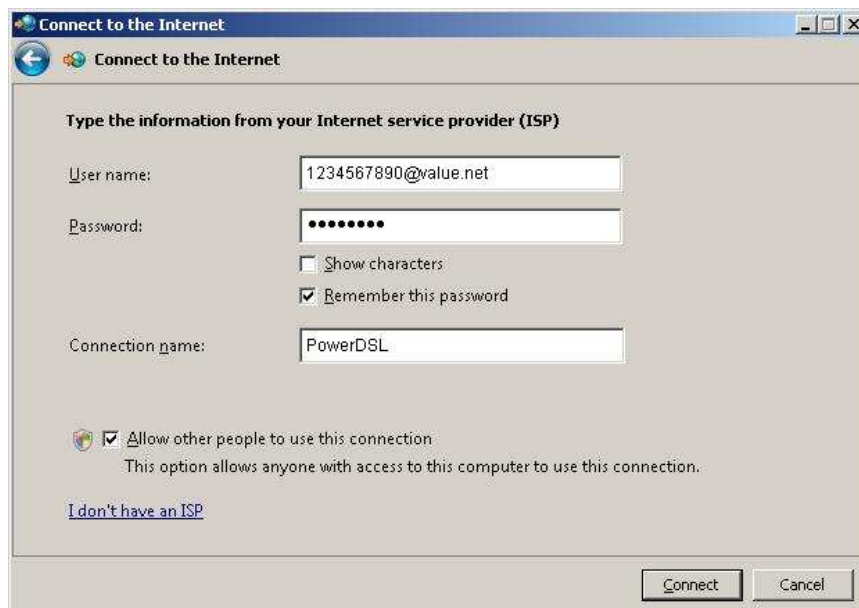 Connect to the Internet
Connect to the Internet
Type the information from your Internet service provider (ISP)
User name: 1234567890@value.net
Password: ••••••••
Show characters
Remember this password
Connection name: PowerDSL
Allow other people to use this connection
This option allows anyone with access to this computer to use this connection.
I don't have an ISP
Connect Cancel